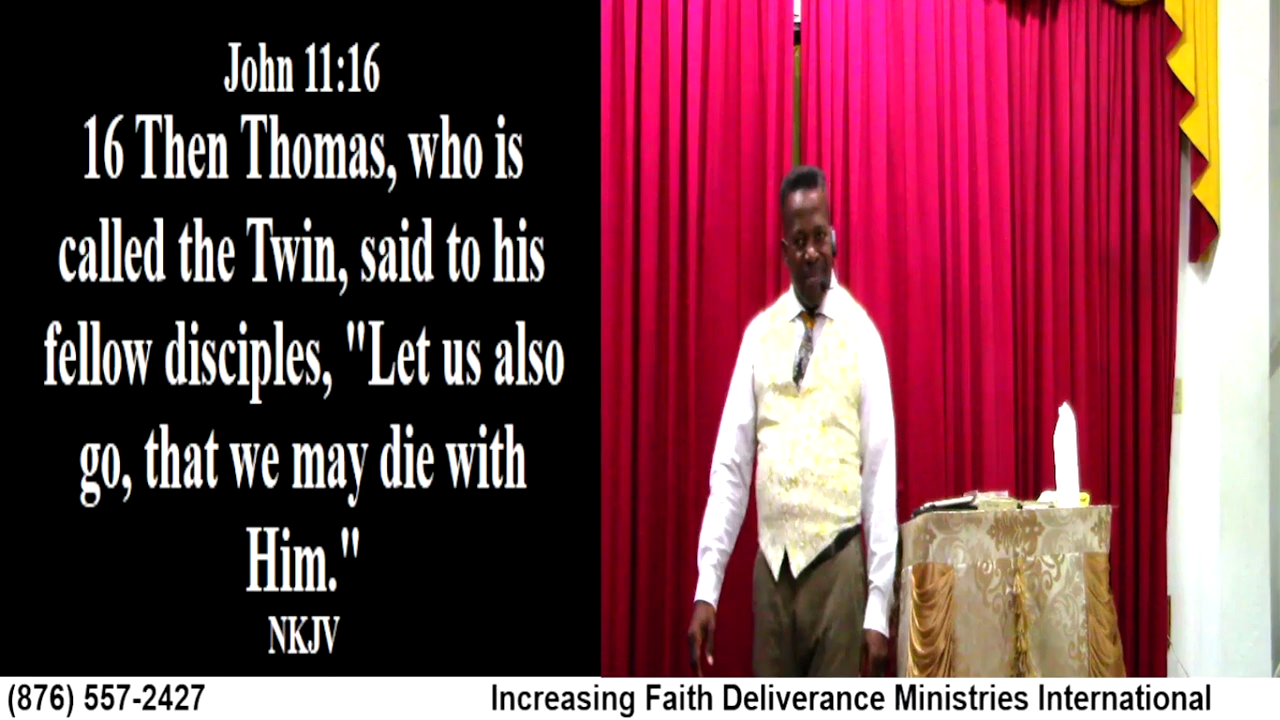 John 11:16
16 Then Thomas, who is
called the Twin, said to his
fellow disciples, "Let us also
go, that we may die with
Him."
NKJV
(876) 557-2427
Increasing Faith Deliverance Ministries International